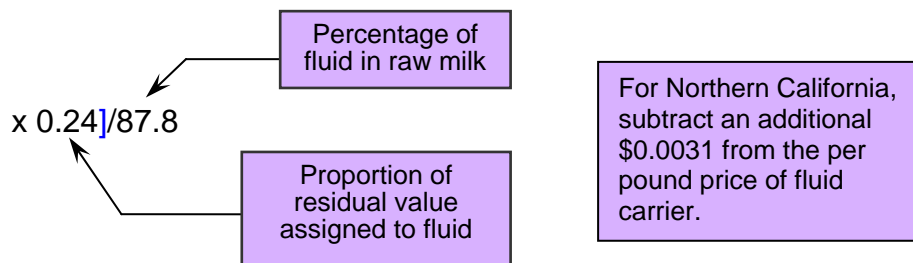 Percentage of
fluid in raw milk
x 0.24]/87.8
Proportion of
residual value
assigned to fluid
For Northern California,
subtract an additional
$0.0031 from the per
pound price of fluid
carrier.